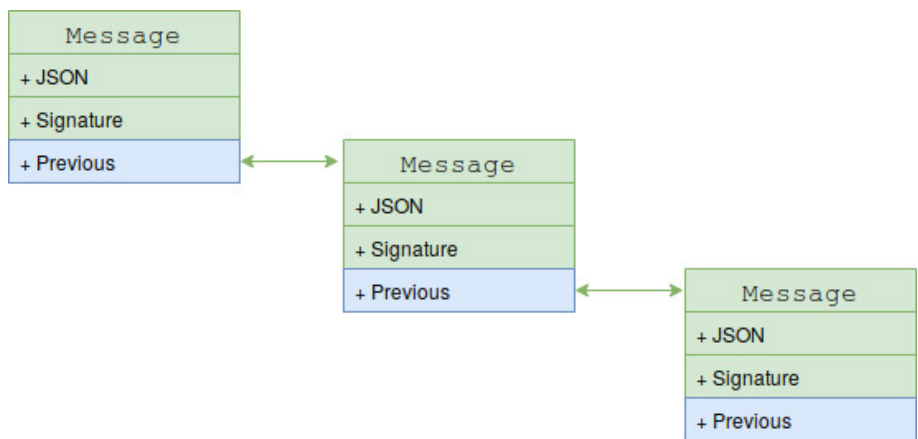 Message
+ JSON
+ Signature
+ Previous
Message
+ JSON
+ Signature
+ Previous
Message
+ JSON
+ Signature
+ Previous